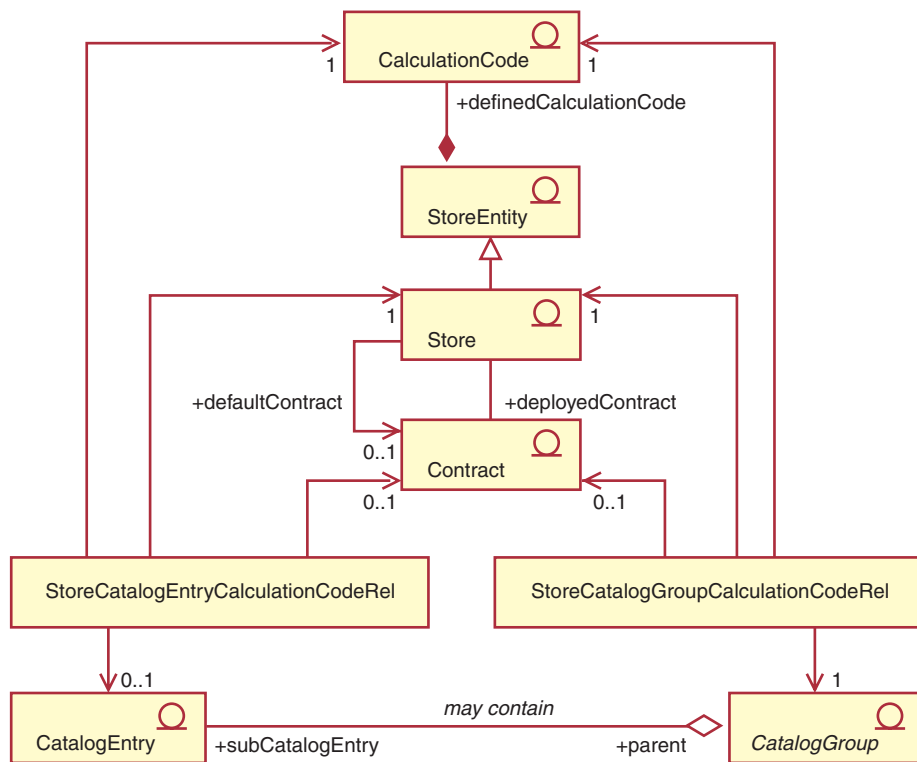 CalculationCode
1
1
+definedCalculationCode
StoreEntity
Store
1
1
+defaultContract
+deployedContract
Contract
0..1
0..1
0..1
StoreCatalogEntryCalculationCodeRel
StoreCatalogGroupCalculationCodeRel
0..1
1
CatalogEntry
may contain
+subCatalogEntry
+parent
CatalogGroup